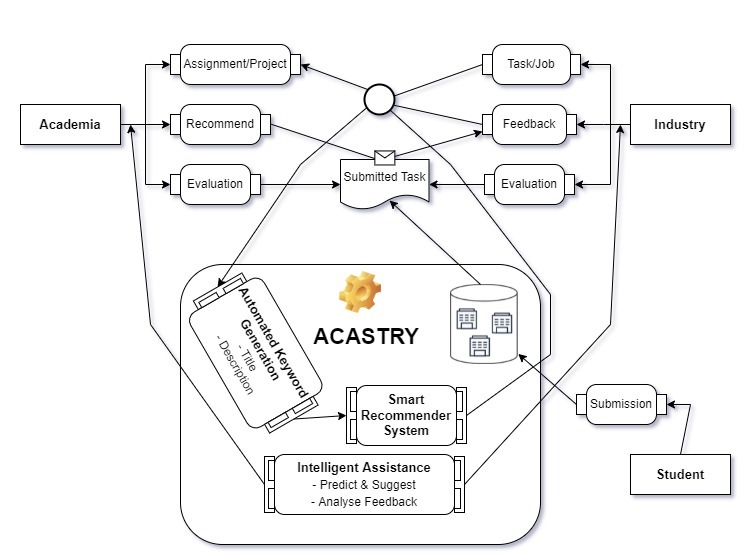 Assignment/Project
Task/Job
Academia
Recommend
Feedback
Industry
Evaluation
Submitted Task
Evaluation
ACASTRY
Automated Keyword
Generation
- Title
- Description
Smart
Recommender
System
Submission
Intelligent Assistance
- Predict & Suggest
- Analyse Feedback
Student